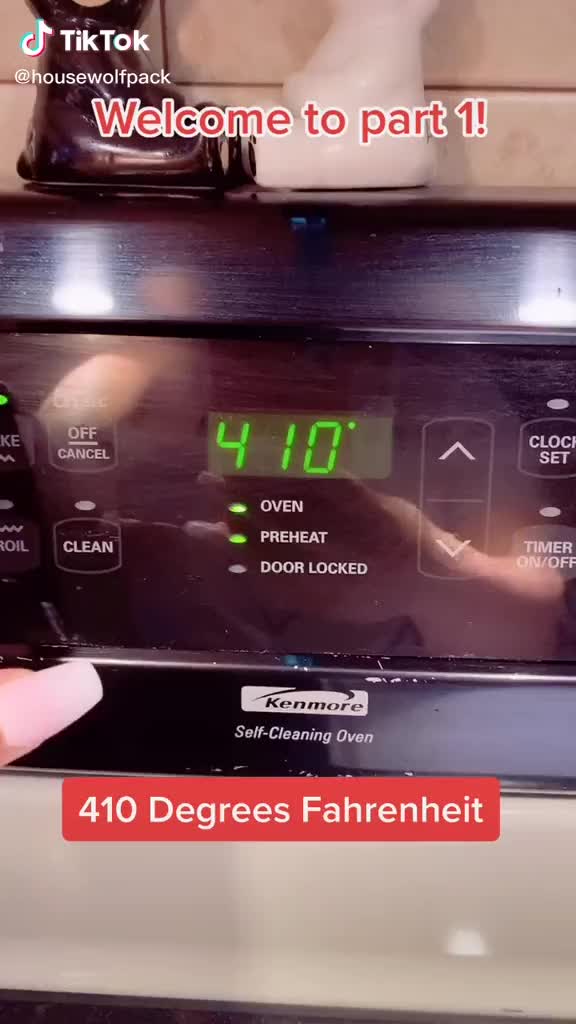 TikTok
@housewolfpack
Welcome to part 1!
410°
OFF
CANCEL
CLOCK
SET
OVEN
PREHEAT
DOOR LOCKED
CLEAN
TIMER
ON/OFF
Kenmore
Self-Cleaning Oven
410 Degrees Fahrenheit